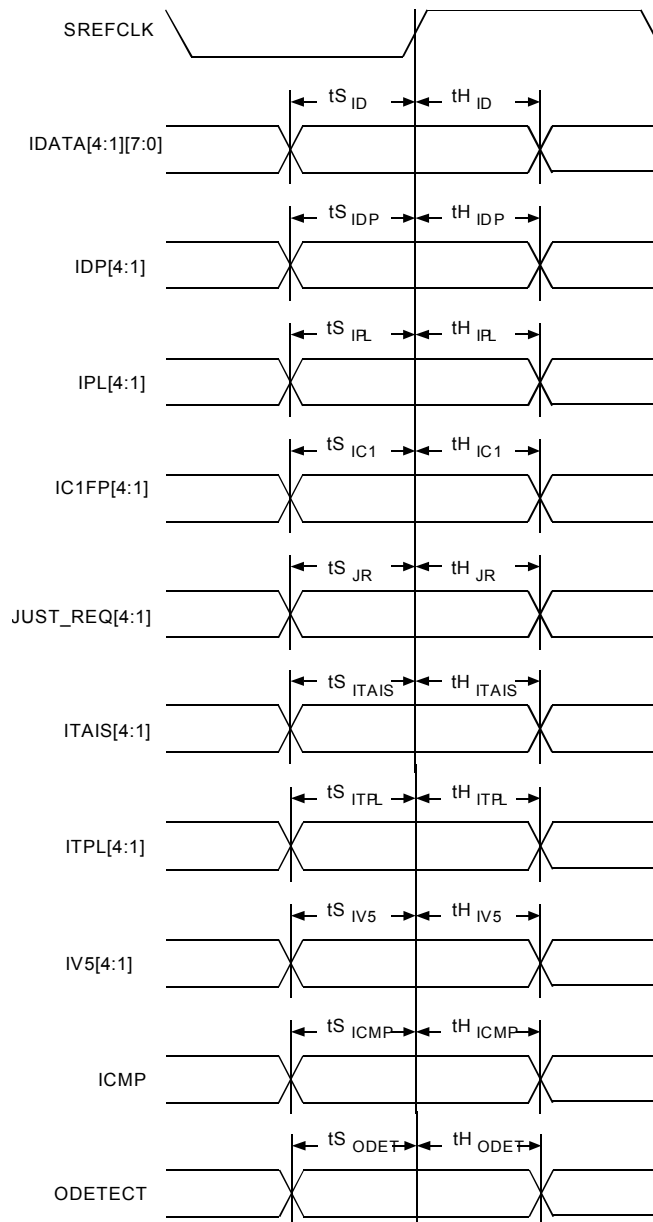 SREFCLK
tS ID tH ID
IDATA[4:1][7:0]
tS IDP tH IDP
IDP[4:1]
tS IPL tH IPL
IPL[4:1]
tS IC1 tH IC1
IC1FP[4:1]
tS JR tH JR
JUST_REQ[4:1]
tS ITAIS tH ITAIS
ITAIS[4:1]
tS ITPL tH ITPL
ITPL[4:1]
tS IV5 tH IV5
IV5[4:1]
tS ICMP tH ICMP
ICMP
tS ODET tH ODET
ODETECT